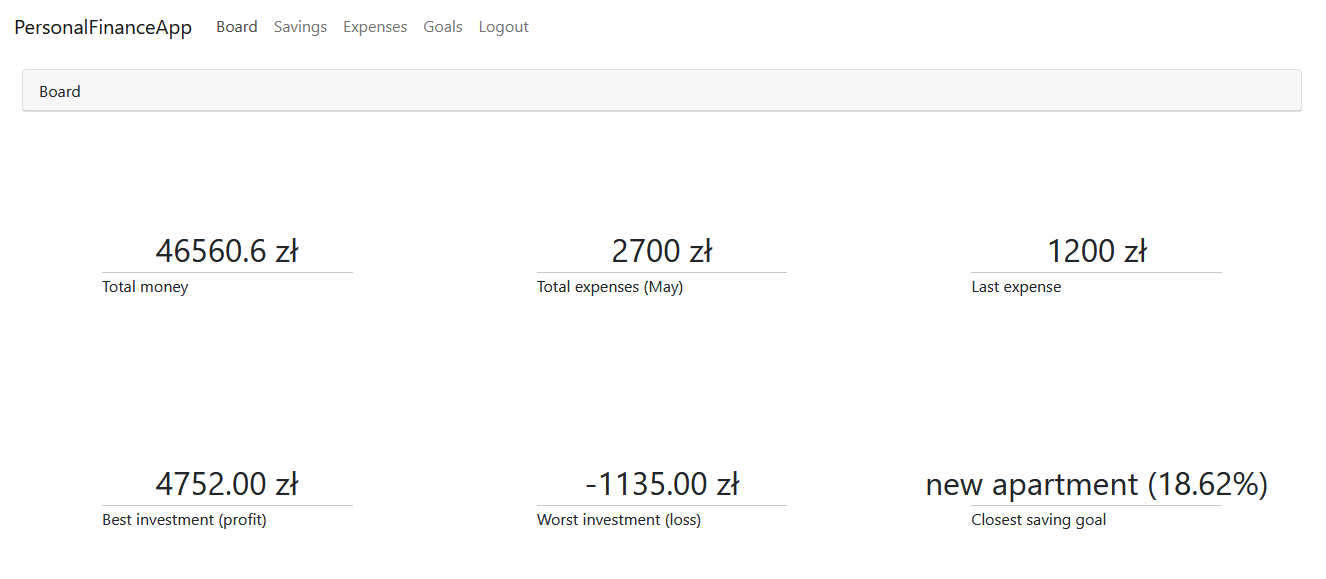 PersonalFinanceApp Board Savings Expenses Goals Logout
Board
46560.6 zł
Total money
2700 zł
Total expenses (May)
1200 zł
Last expense
4752.00 zł
Best investment (profit)
-1135.00 zł
Worst investment (loss)
new apartment (18.62%)
Closest saving goal